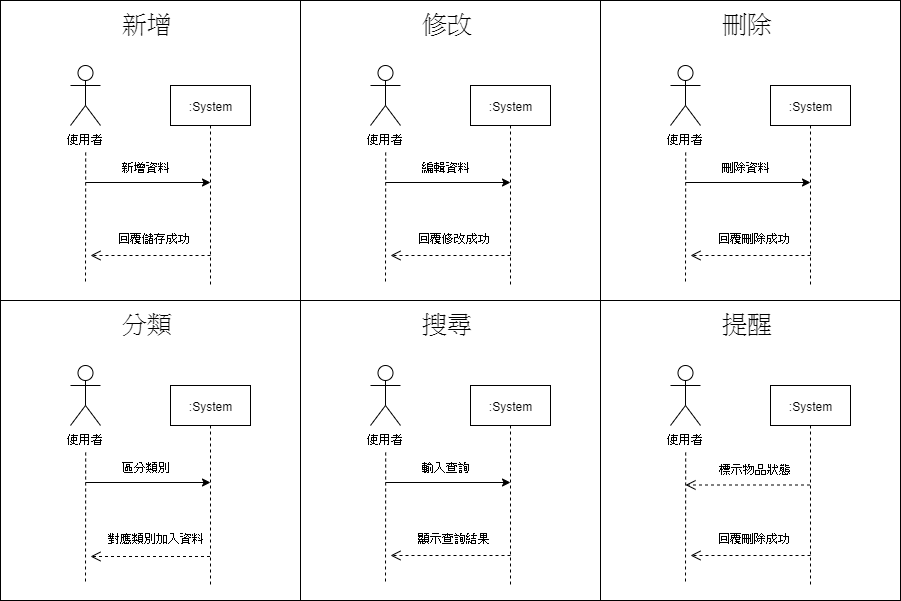 新增
修改
刪除
:System
:System
:System
使用者
使用者
使用者
新增資料
編輯資料
刪除資料
回覆儲存成功
回覆修改成功
回覆刪除成功
分類
搜尋
提醒
:System
:System
:System
使用者
使用者
使用者
區分類別
輸入查詢
標示物品狀態
對應類別加入資料
顯示查詢結果
回覆刪除成功